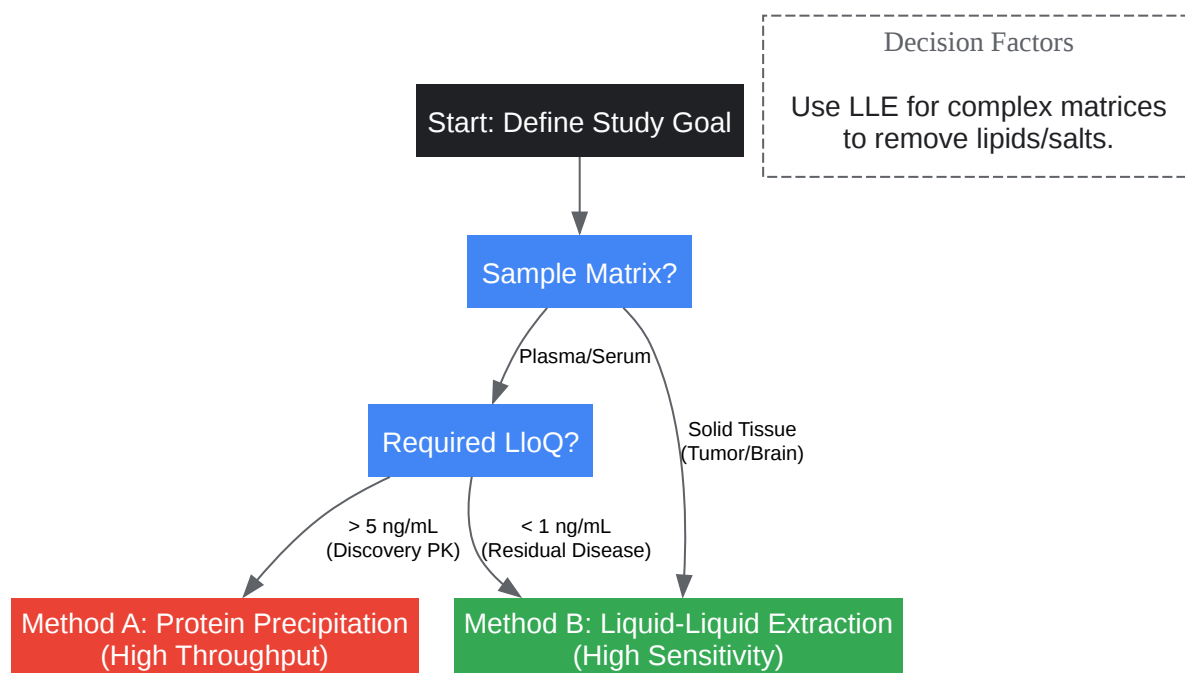 Decision Factors
Use LLE for complex matrices
to remove lipids/salts.
Start: Define Study Goal
Sample Matrix?
Plasma/Serum
Required LloQ?
Solid Tissue
(Tumor/Brain)
> 5 ng/mL
(Discovery PK)
< 1 ng/mL
(Residual Disease)
Method A: Protein Precipitation
(High Throughput)
Method B: Liquid-Liquid Extraction
(High Sensitivity)